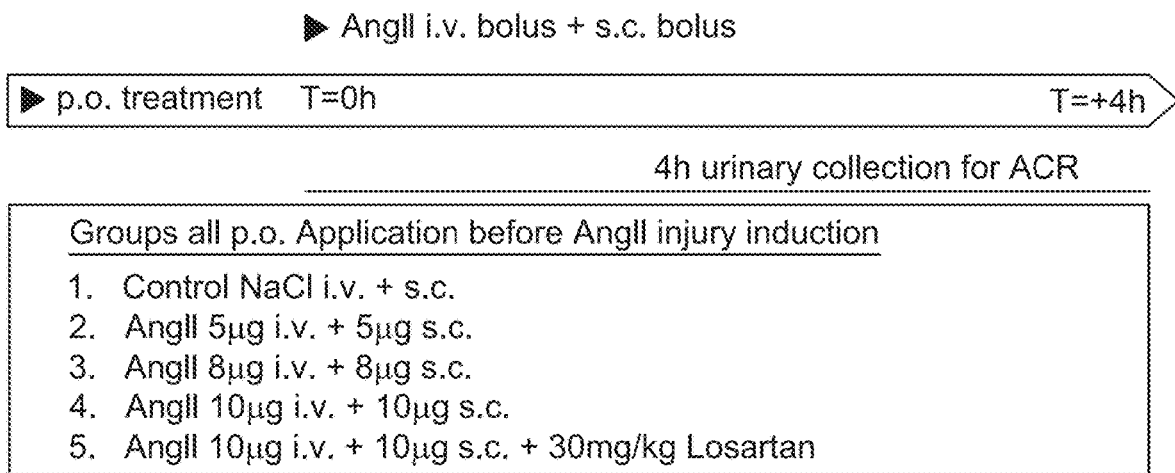 ▶ AngII i.v. bolus + s.c. bolus
▶ p.o. treatment T=0h T=+4h
4h urinary collection for ACR
Groups all p.o. Application before AngII injury induction
1. Control NaCl i.v. + s.c.
2. AngII 5µg i.v. + 5µg s.c.
3. AngII 8µg i.v. + 8µg s.c.
4. AngII 10µg i.v. + 10µg s.c.
5. AngII 10µg i.v. + 10µg s.c. + 30mg/kg Losartan